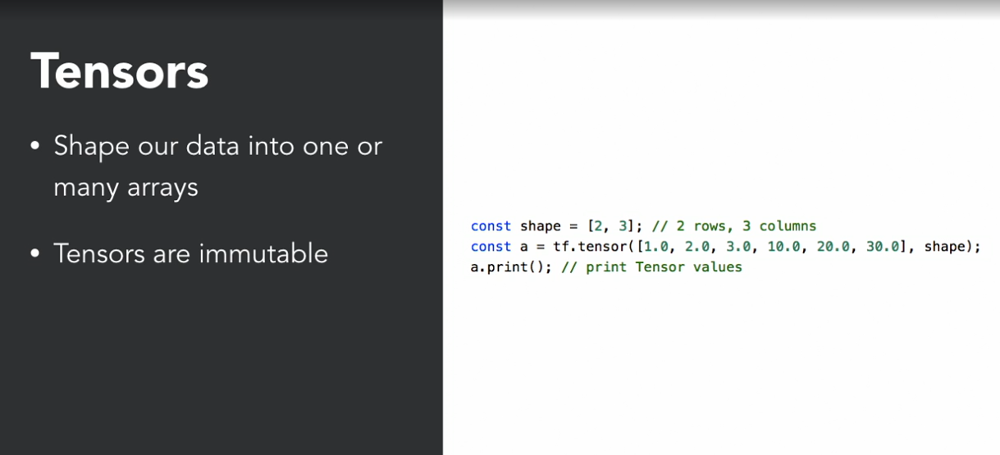 Tensors
• Shape our data into one or
many arrays
• Tensors are immutable
const shape = [2, 3]; // 2 rows, 3 columns
const a = tf.tensor([1.0, 2.0, 3.0, 10.0, 20.0, 30.0], shape);
a.print(); // print Tensor values